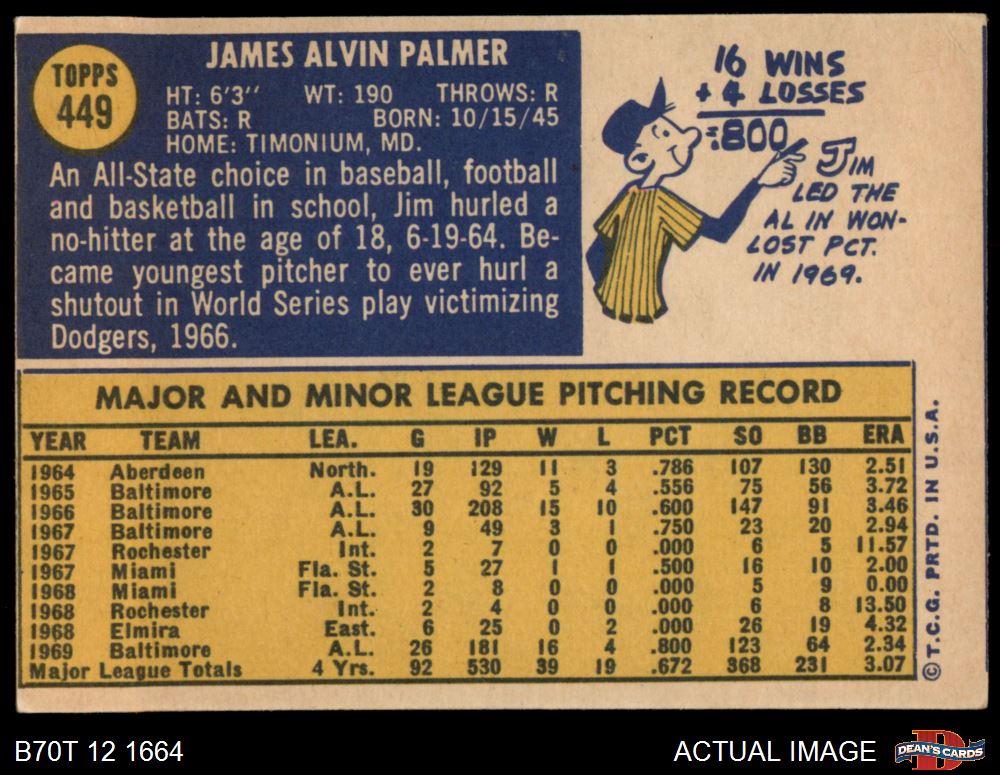 TOPPS
449
JAMES ALVIN PALMER
HT: 6'3" WT: 190 THROWS: R
BATS: R BORN: 10/15/45
HOME: TIMONIUM, MD.
An All-State choice in baseball, football
and basketball in school, Jim hurled a
no-hitter at the age of 18, 6-19-64. Be-
came youngest pitcher to ever hurl a
shutout in World Series play victimizing
Dodgers, 1966.
16 WINS
+ 4 LOSSES
=.800
JIM
LED THE
AL IN WON-
LOST PCT.
IN 1969.
MAJOR AND MINOR LEAGUE PITCHING RECORD
YEAR TEAM LEA. G IP W L PCT SO BB ERA
1964 Aberdeen North. 19 129 11 3 .786 107 130 2.51
1965 Baltimore A.L. 27 92 5 4 .556 75 56 3.72
1966 Baltimore A.L. 30 208 15 10 .600 147 91 3.46
1967 Baltimore A.L. 9 49 3 1 .750 23 20 2.94
1967 Rochester Int. 2 7 0 0 .000 6 5 11.57
1967 Miami Fla. St. 5 27 1 1 .500 16 10 2.00
1968 Miami Fla. St. 2 8 0 0 .000 5 9 0.00
1968 Rochester Int. 2 4 0 0 .000 6 8 13.50
1968 Elmira East. 6 25 0 2 .000 26 19 4.32
1969 Baltimore A.L. 26 181 16 4 .800 123 64 2.34
Major League Totals 4 Yrs. 92 530 39 19 .672 368 231 3.07
© T.C.G. PRTD. IN U.S.A.
B70T 12 1664
ACTUAL IMAGE
DEAN'S CARDS